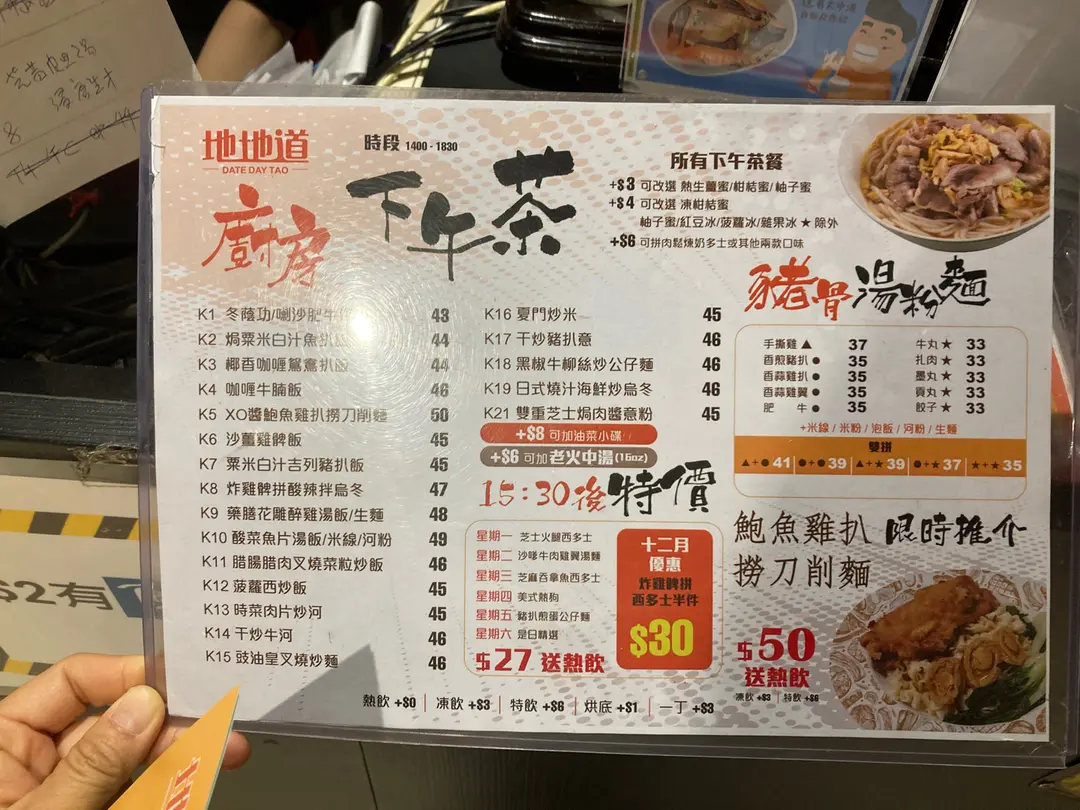 地地道
DATE DAY TAO
廚房
時段 1400 - 1830
下午茶
所有下午茶餐
+$3 可改選 熱生薑蜜/柑桔蜜/柚子蜜
+$4 可改選 凍柑桔蜜
柚子蜜/紅豆冰/菠蘿冰/雜果冰 ★ 除外
+$6 可拼肉鬆煉奶多士或其他兩款口味
K1 冬蔭功/喇沙肥牛 43
K2 焗粟米白汁魚扒 44
K3 椰香咖喱鴛鴦扒飯 44
K4 咖喱牛腩飯 46
K5 XO醬鮑魚雞扒撈刀削麵 50
K6 沙薑雞髀飯 45
K7 粟米白汁吉列豬扒飯 45
K8 炸雞髀拼酸辣拌烏冬 47
K9 藥膳花雕醉雞湯飯/生麵 48
K10 酸菜魚片湯飯/米線/河粉 49
K11 腊腸腊肉叉燒菜粒炒飯 46
K12 菠蘿西炒飯 45
K13 時菜肉片炒河 45
K14 干炒牛河 46
K15 豉油皇叉燒炒麵 46
K16 夏門炒米 45
K17 干炒豬扒意 46
K18 黑椒牛柳絲炒公仔麵 46
K19 日式燒汁海鮮炒烏冬 46
K21 雙重芝士焗肉醬意粉 45
+$8 可加油菜小碟
+$6 可加老火中湯(16oz)
15:30後特價
星期一 芝士火腿西多士
星期二 沙嗲牛肉雞翼湯麵
星期三 芝麻吞拿魚西多士
星期四 美式熱狗
星期五 豬扒煎蛋公仔麵
星期六 是日精選
$27 送熱飲
十二月
優惠
炸雞髀拼
西多士半件
$30
熱飲 +$0 | 凍飲 +$3 | 特飲 +$6 | 烘底 +$1 | 一丁 +$3
豬骨湯粉麵
手撕雞 ▲ 37 牛丸 ★ 33
香煎豬扒 ● 35 扎肉 ★ 33
香蒜雞扒 ● 35 墨丸 ★ 33
香蒜雞翼 ● 35 貢丸 ★ 33
肥牛 ● 35 餃子 ★ 33
+米線 / 米粉 / 泡飯 / 河粉 / 生麵
雙拼
▲+● 41 | ●+● 39 | ▲+★ 39 | ●+★ 37 | ★+★ 35
鮑魚雞扒 限時推介
撈刀削麵
$50
送熱飲
凍飲 +$3 | 特飲 +$6
$2有